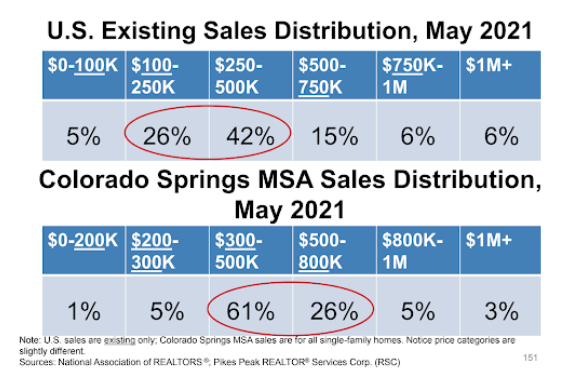 U.S. Existing Sales Distribution, May 2021
$0-100K $100-250K $250-500K $500-750K $750K-1M $1M+
5% 26% 42% 15% 6% 6%
Colorado Springs MSA Sales Distribution,
May 2021
$0-200K $200-300K $300-500K $500-800K $800K-1M $1M+
1% 5% 61% 26% 5% 3%
Note: U.S. sales are existing only; Colorado Springs MSA sales are for all single-family homes. Notice price categories are
slightly different.
Sources: National Association of REALTORS®; Pikes Peak REALTOR® Services Corp. (RSC)
151